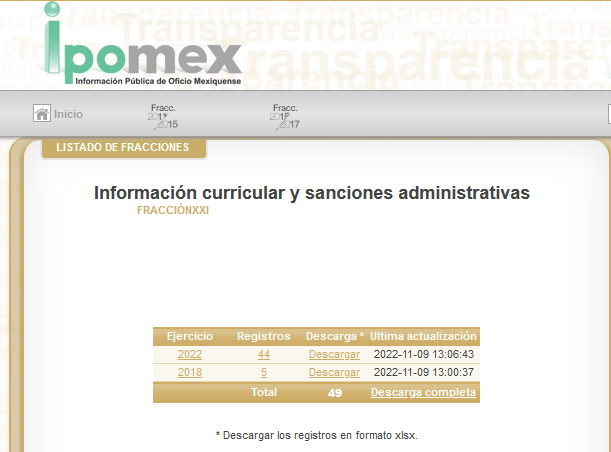 Transparencia
ipomex
Información Pública de Oficio Mexiquense
Inicio
Fracc.
2015
Fracc.
2017
LISTADO DE FRACCIONES
Información curricular y sanciones administrativas
FRACCIÓNXXI
Ejercicio Registros Descarga * Ultima actualización
2022 44 Descargar 2022-11-09 13:06:43
2018 5 Descargar 2022-11-09 13:00:37
Total 49 Descarga completa
* Descargar los registros en formato xlsx.